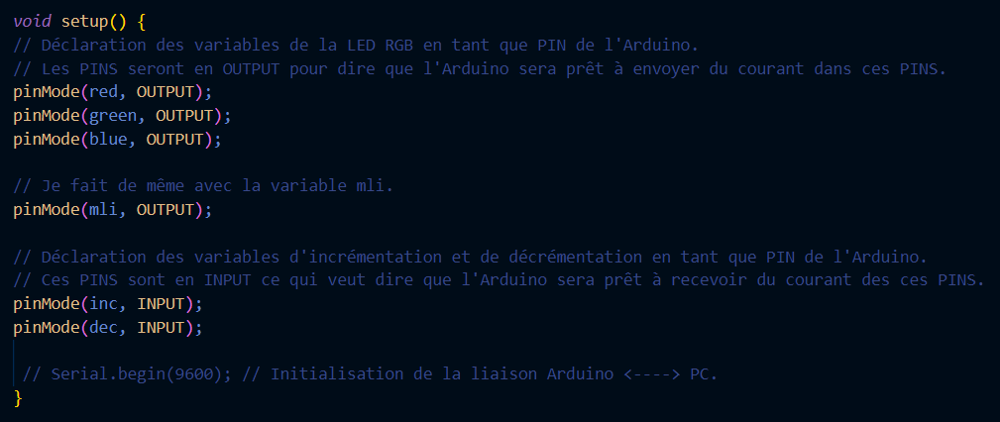 void setup() {
// Déclaration des variables de la LED RGB en tant que PIN de l'Arduino.
// Les PINS seront en OUTPUT pour dire que l'Arduino sera prêt à envoyer du courant dans ces PINS.
pinMode(red, OUTPUT);
pinMode(green, OUTPUT);
pinMode(blue, OUTPUT);
// Je fait de même avec la variable mli.
pinMode(mli, OUTPUT);
// Déclaration des variables d'incrémentation et de décrémentation en tant que PIN de l'Arduino.
// Ces PINS sont en INPUT ce qui veut dire que l'Arduino sera prêt à recevoir du courant des ces PINS.
pinMode(inc, INPUT);
pinMode(dec, INPUT);
// Serial.begin(9600); // Initialisation de la liaison Arduino <----> PC.
}